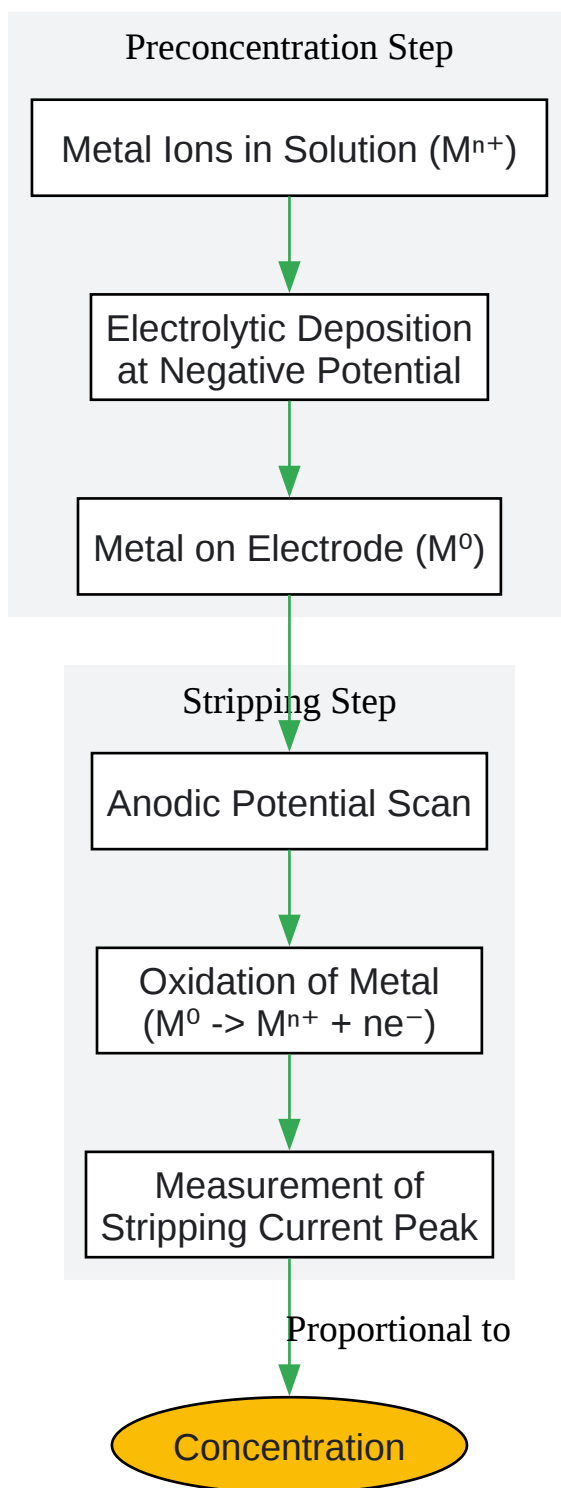 Preconcentration Step
Metal Ions in Solution (Mⁿ⁺)
Electrolytic Deposition
at Negative Potential
Metal on Electrode (M⁰)
Stripping Step
Anodic Potential Scan
Oxidation of Metal
(M⁰ -> Mⁿ⁺ + ne⁻)
Measurement of
Stripping Current Peak
Proportional to
Concentration